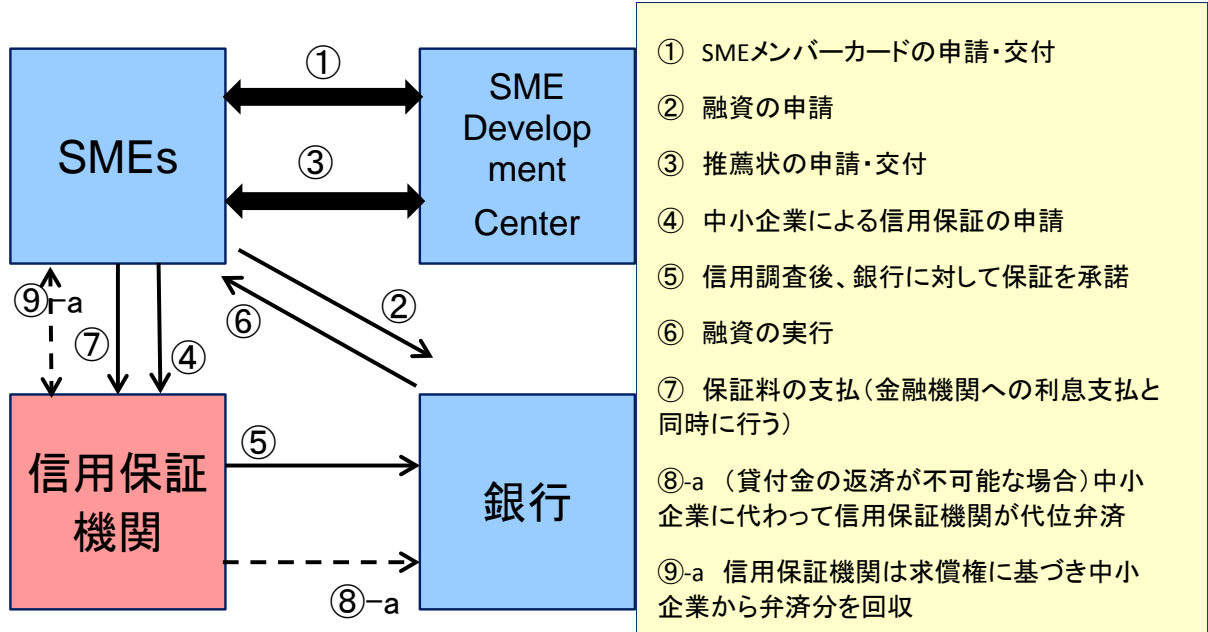 SMEs
①
③
SME
Develop
ment
Center
⑨-a
⑦
④
⑥
②
信用保証
機関
⑤
⑧-a
銀行
① SMEメンバーカードの申請・交付
② 融資の申請
③ 推薦状の申請・交付
④ 中小企業による信用保証の申請
⑤ 信用調査後、銀行に対して保証を承諾
⑥ 融資の実行
⑦ 保証料の支払(金融機関への利息支払と
同時に行う)
⑧-a (貸付金の返済が不可能な場合)中小
企業に代わって信用保証機関が代位弁済
⑨-a 信用保証機関は求償権に基づき中小
企業から弁済分を回収